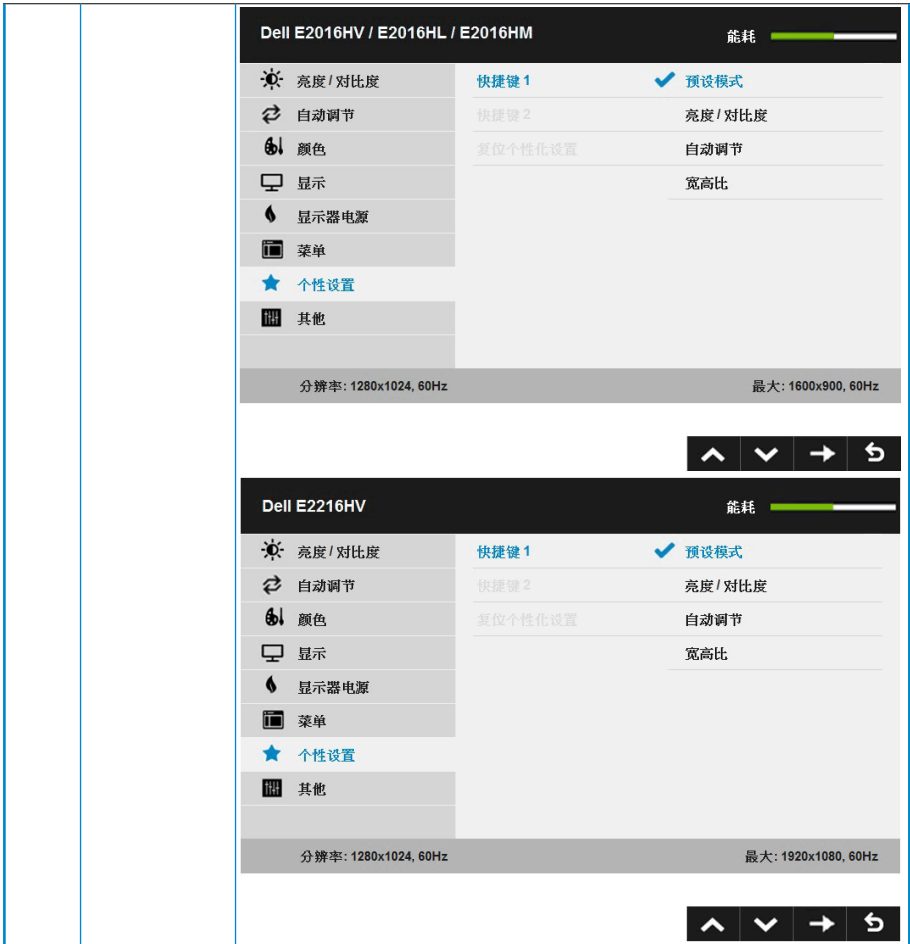 Dell E2016HV / E2016HL / E2016HM 能耗
亮度 / 对比度 快捷键 1 预设模式
自动调节 快捷键 2 亮度 / 对比度
颜色 复位个性化设置 自动调节
显示 宽高比
显示器电源
菜单
个性设置
其他
分辨率: 1280x1024, 60Hz 最大: 1600x900, 60Hz
Dell E2216HV 能耗
亮度 / 对比度 快捷键 1 预设模式
自动调节 快捷键 2 亮度 / 对比度
颜色 复位个性化设置 自动调节
显示 宽高比
显示器电源
菜单
个性设置
其他
分辨率: 1280x1024, 60Hz 最大: 1920x1080, 60Hz